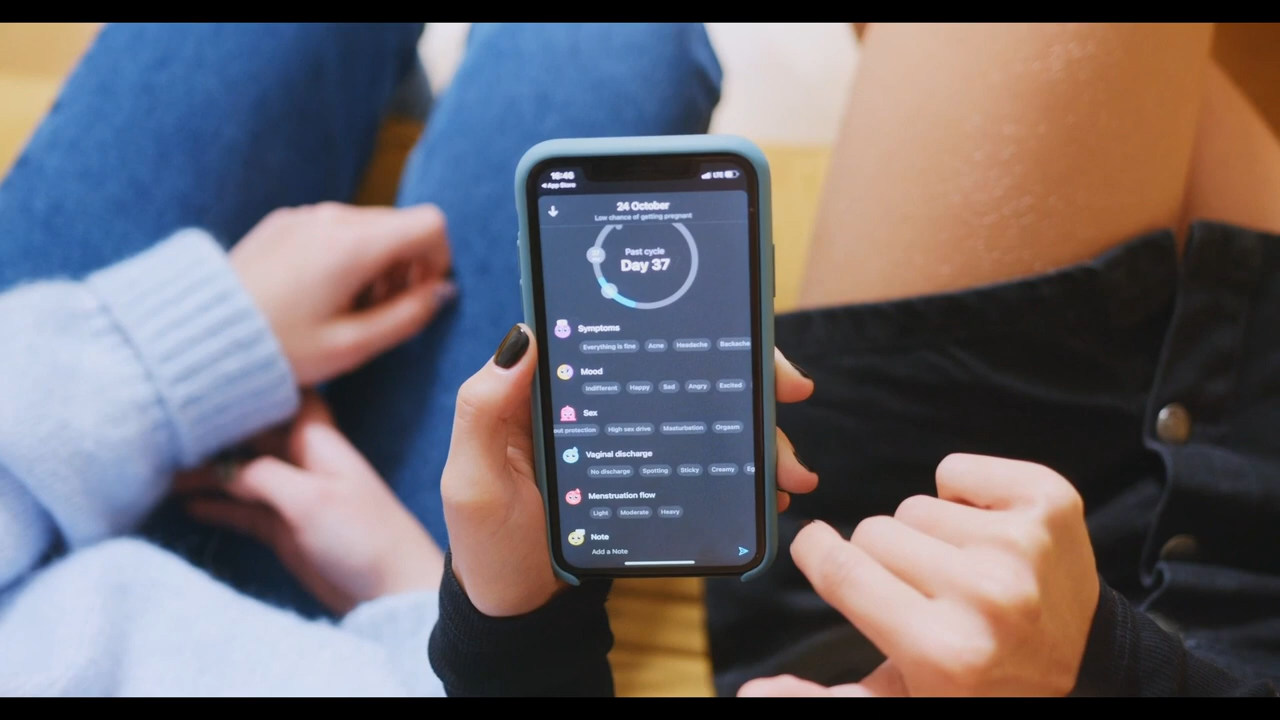 16:46 LTE
◀ App Store
24 October
Low chance of getting pregnant
Past cycle
Day 37
Symptoms
Everything is fine Acne Headache Backache
Mood
Indifferent Happy Sad Angry Excited
Sex
out protection High sex drive Masturbation Orgasm
Vaginal discharge
No discharge Spotting Sticky Creamy Eg
Menstruation flow
Light Moderate Heavy
Note
Add a Note